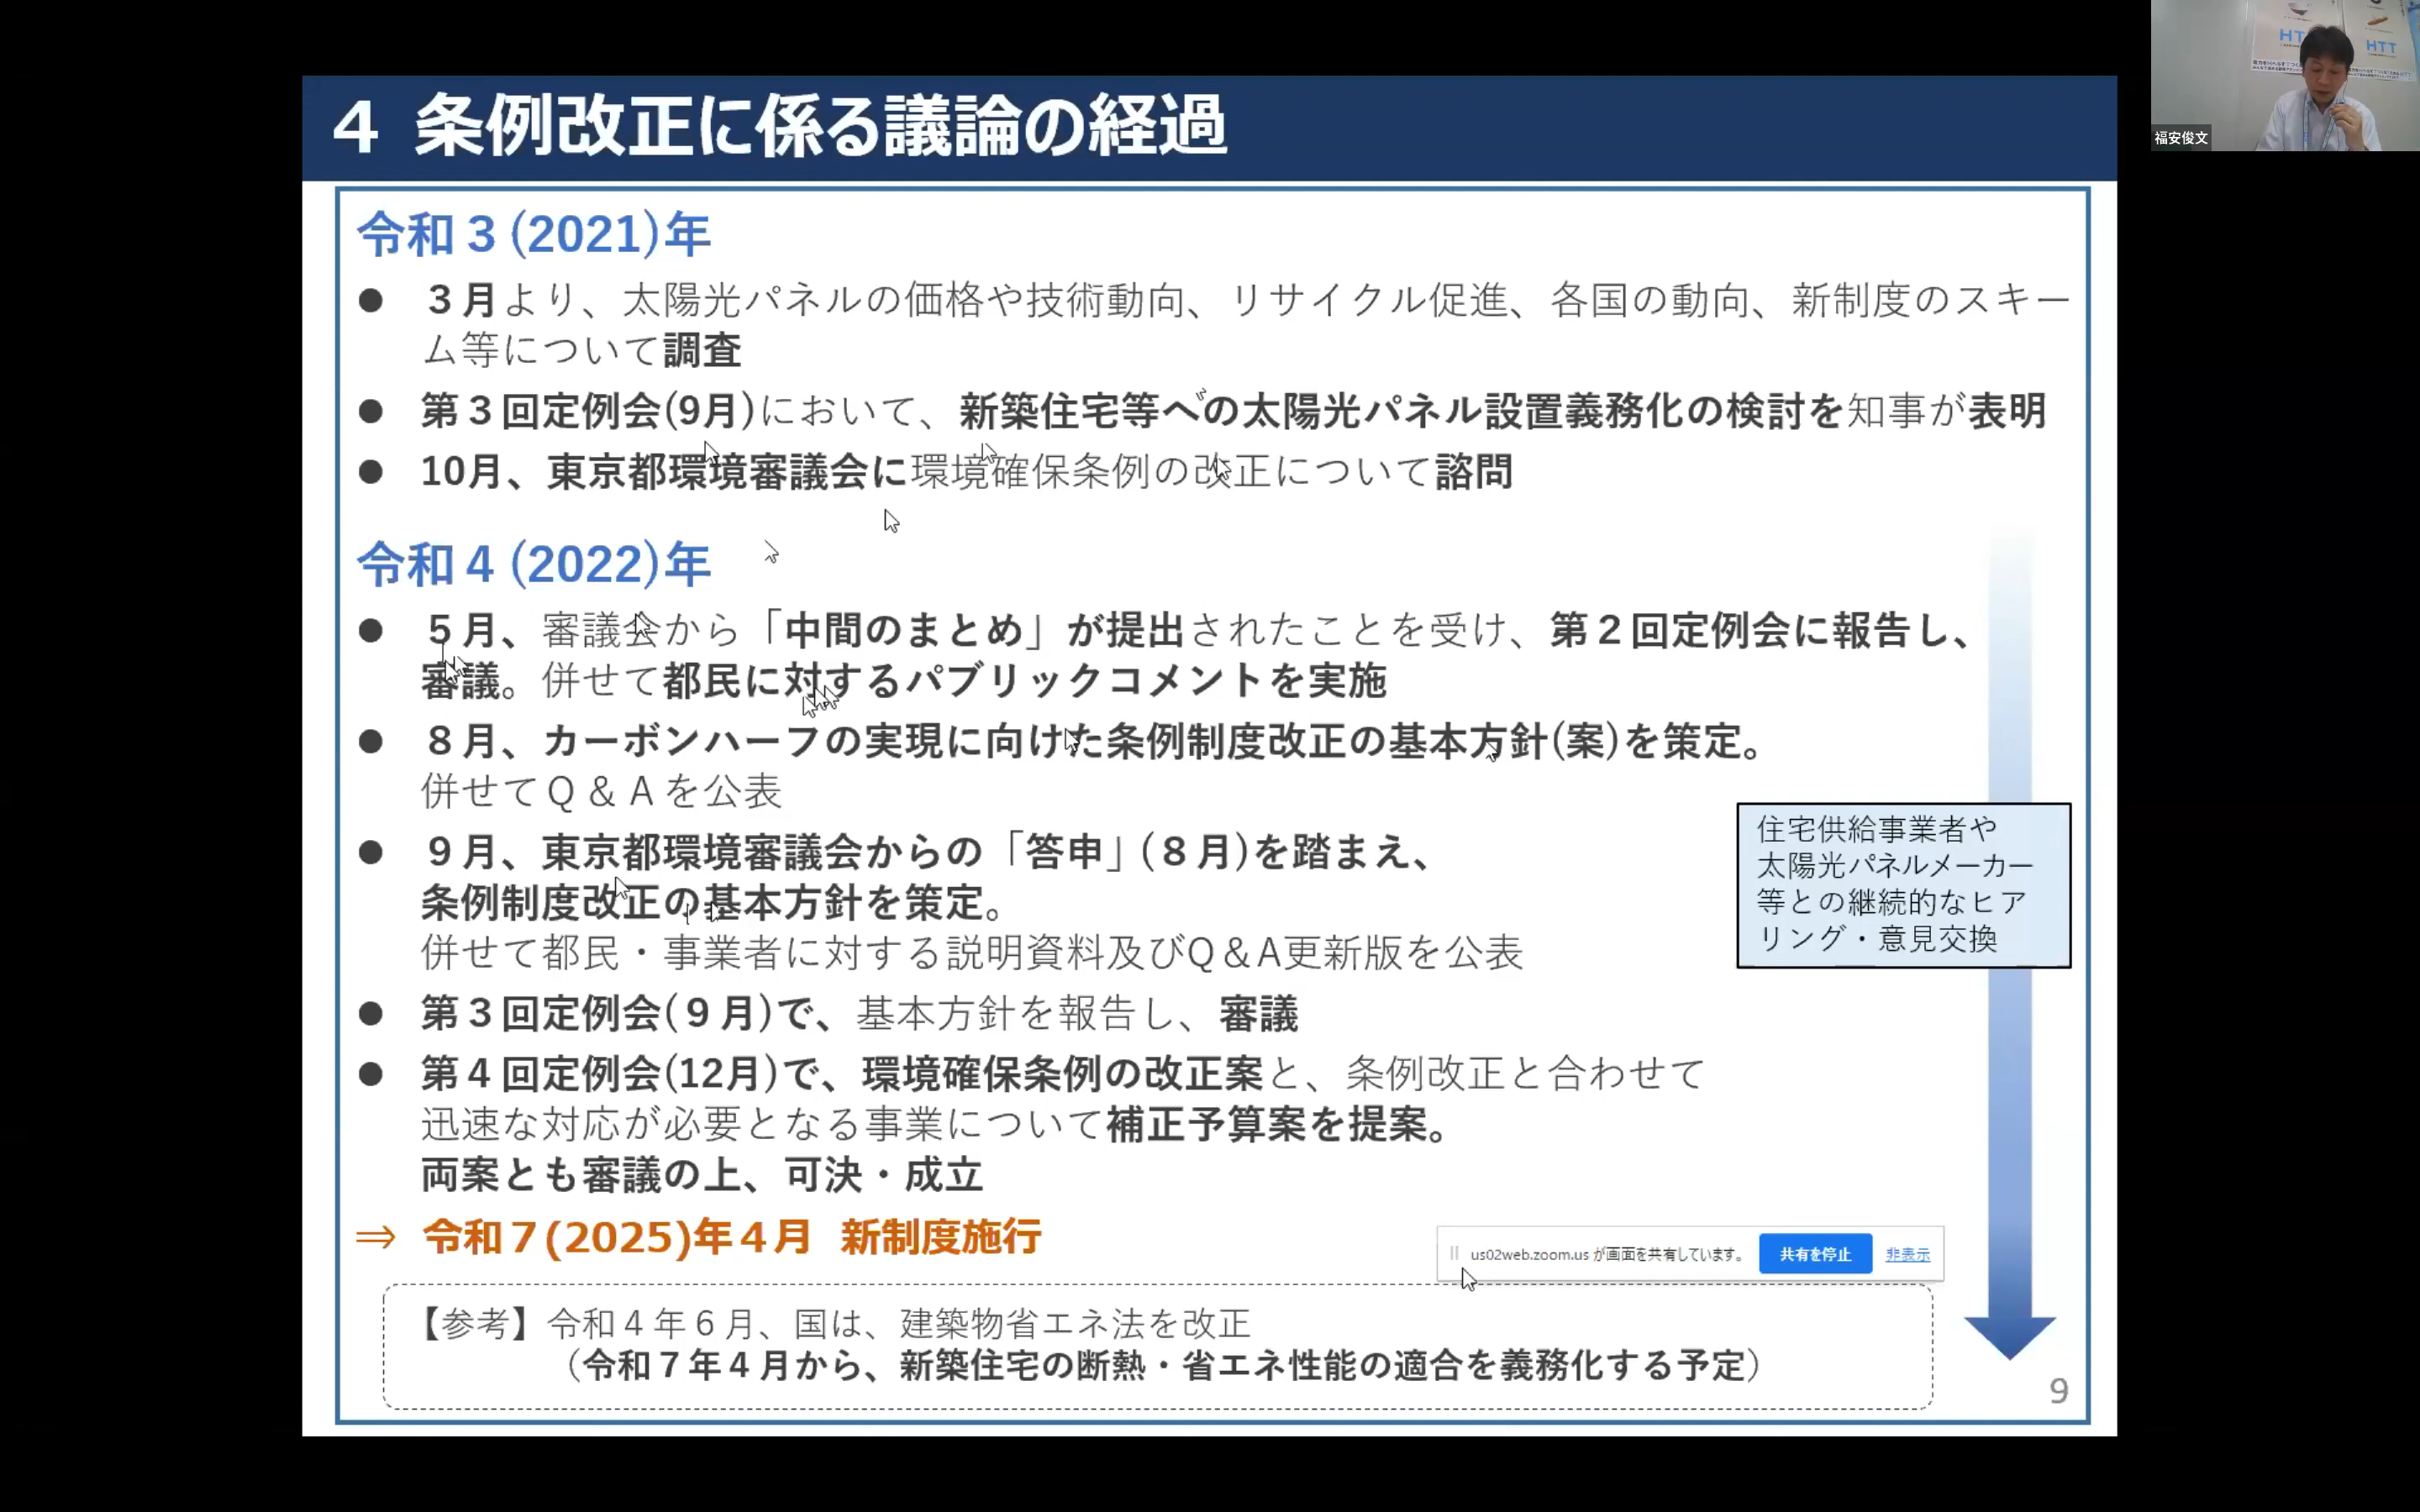 ４ 条例改正に係る議論の経過
福安俊文
HTT
令和３(2021)年
● ３月より、太陽光パネルの価格や技術動向、リサイクル促進、各国の動向、新制度のスキー
ム等について調査
● 第３回定例会(9月)において、新築住宅等への太陽光パネル設置義務化の検討を知事が表明
● 10月、東京都環境審議会に環境確保条例の改正について諮問
令和４(2022)年
● ５月、審議会から「中間のまとめ」が提出されたことを受け、第２回定例会に報告し、
審議。併せて都民に対するパブリックコメントを実施
● ８月、カーボンハーフの実現に向けた条例制度改正の基本方針(案)を策定。
併せてＱ＆Ａを公表
● ９月、東京都環境審議会からの「答申」(８月)を踏まえ、
条例制度改正の基本方針を策定。
併せて都民・事業者に対する説明資料及びQ＆A更新版を公表
● 第３回定例会(９月)で、基本方針を報告し、審議
● 第４回定例会(12月)で、環境確保条例の改正案と、条例改正と合わせて
迅速な対応が必要となる事業について補正予算案を提案。
両案とも審議の上、可決・成立
住宅供給事業者や
太陽光パネルメーカー
等との継続的なヒア
リング・意見交換
⇒ 令和７(2025)年４月 新制度施行
us02web.zoom.us が画面を共有しています。 共有を停止 非表示
【参考】令和４年６月、国は、建築物省エネ法を改正
（令和７年４月から、新築住宅の断熱・省エネ性能の適合を義務化する予定）
9